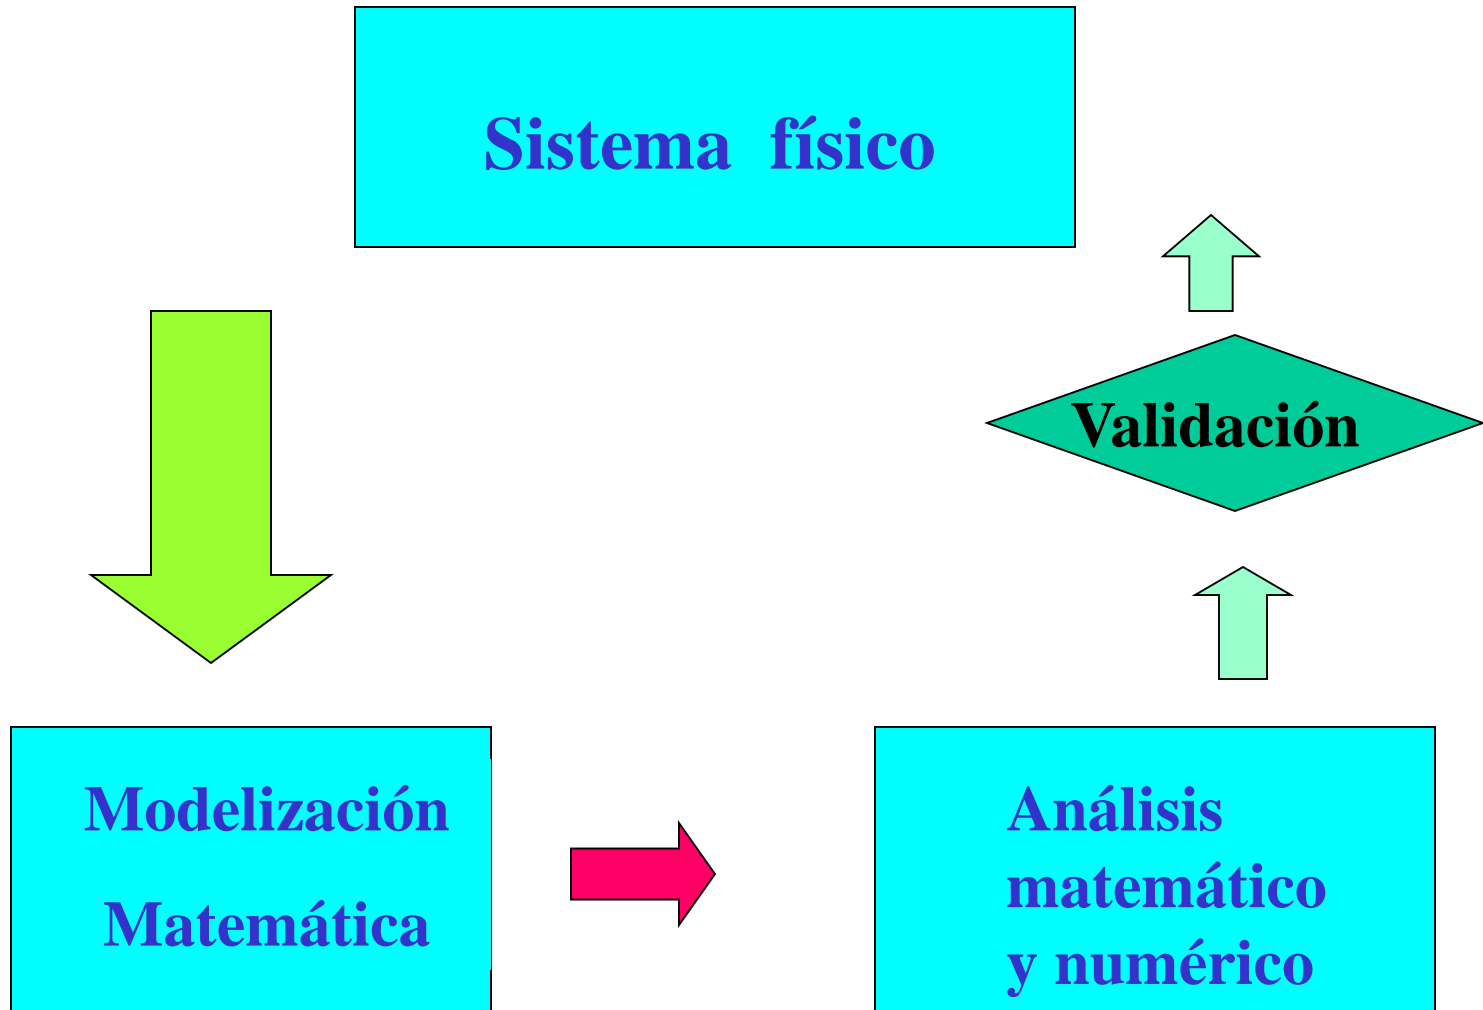 Sistema físico
Validación
Modelización
Matemática
Análisis
matemático
y numérico